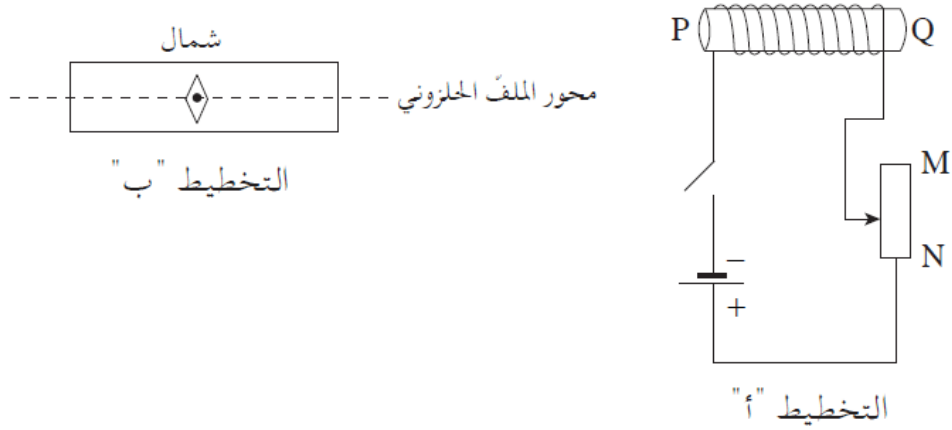 P
Q
M
N
−
+
التخطيط "أ"
شمال
محور الملفّ الحلزوني
التخطيط "ب"